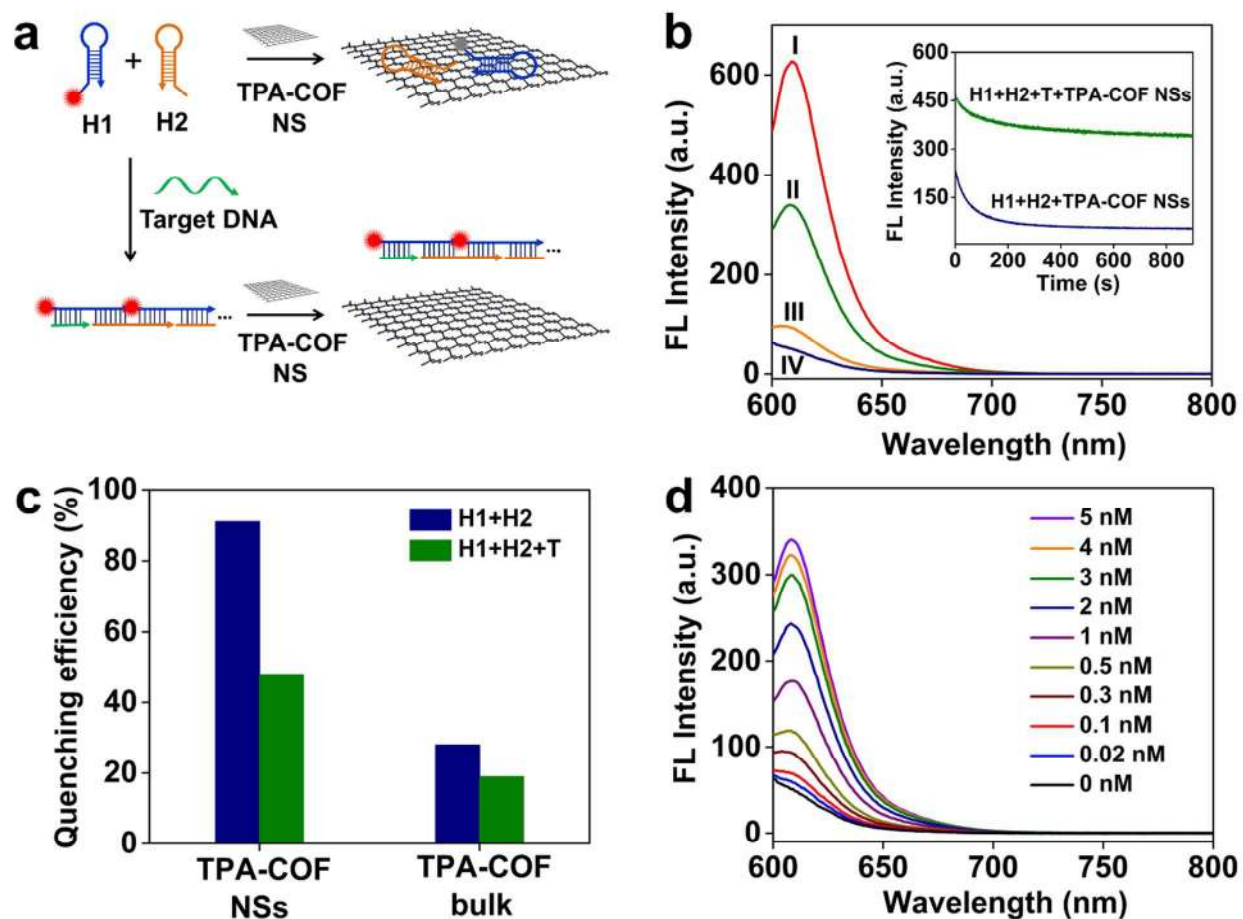 a
H1
+
H2
TPA-COF
NS
Target DNA
...
...
TPA-COF
NS
b
FL Intensity (a.u.)
600
400
200
0
I
II
III
IV
600 650 700 750 800
Wavelength (nm)
FL Intensity (a.u.)
600
450
300
150
H1+H2+T+TPA-COF NSs
H1+H2+TPA-COF NSs
0 200 400 600 800
Time (s)
c
Quenching efficiency (%)
100
80
60
40
20
0
H1+H2
H1+H2+T
TPA-COF
NSs
TPA-COF
bulk
d
FL Intensity (a.u.)
400
300
200
100
0
5 nM
4 nM
3 nM
2 nM
1 nM
0.5 nM
0.3 nM
0.1 nM
0.02 nM
0 nM
600 650 700 750 800
Wavelength (nm)